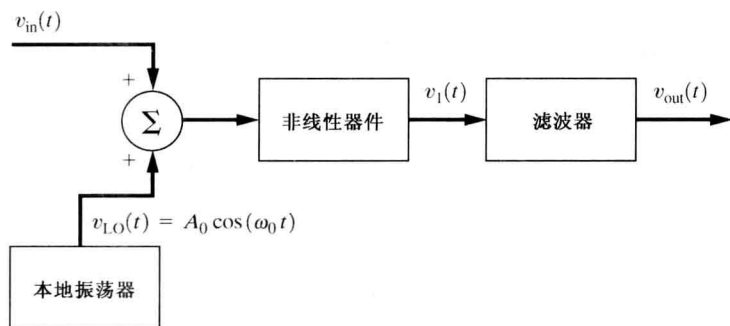 v_in(t)
+
Σ
+
非线性器件
v_1(t)
滤波器
v_out(t)
v_LO(t) = A_0 cos(ω_0 t)
本地振荡器